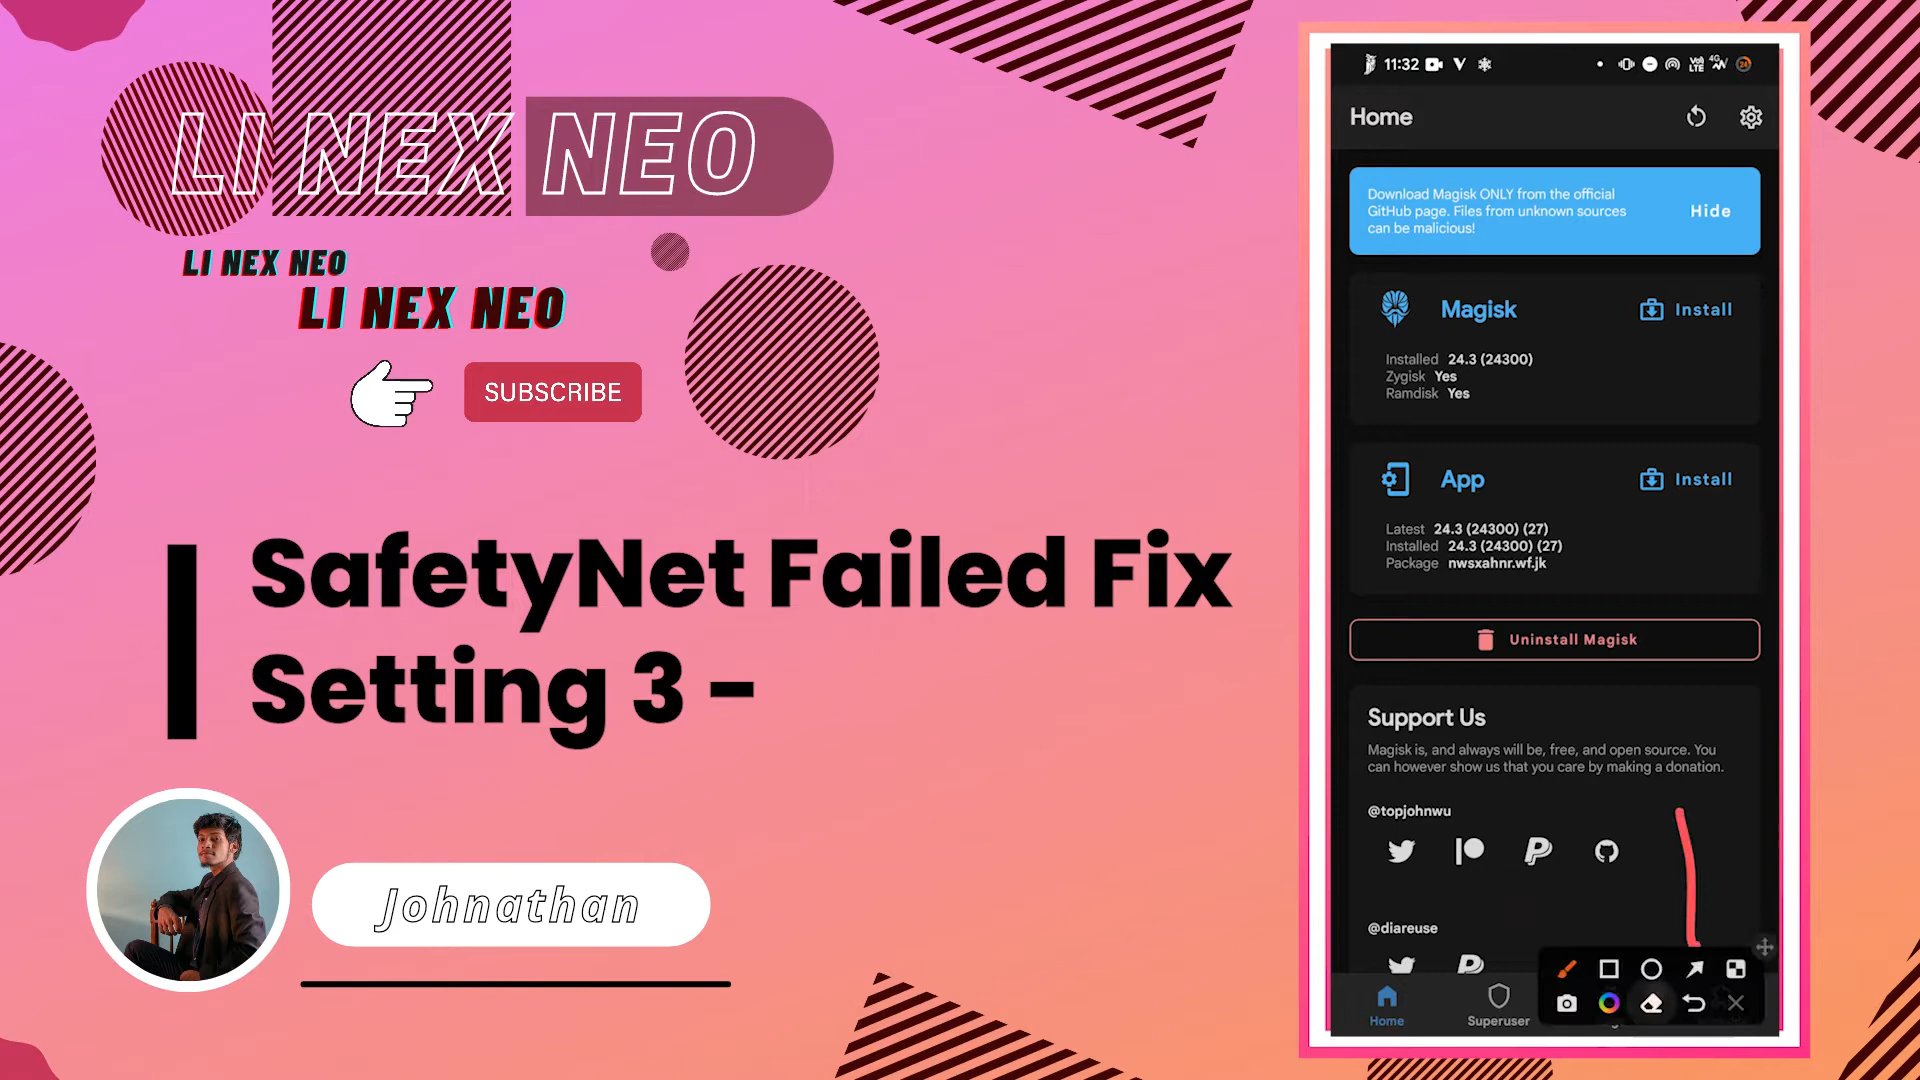 LI NEX NEO
LI NEX NEO
LI NEX NEO
SUBSCRIBE
SafetyNet Failed Fix
Setting 3 -
Johnathan
11:32
Vo))
LTE
4G
24
Home
Download Magisk ONLY from the official
GitHub page. Files from unknown sources
can be malicious!
Hide
Magisk
Install
Installed 24.3 (24300)
Zygisk Yes
Ramdisk Yes
App
Install
Latest 24.3 (24300) (27)
Installed 24.3 (24300) (27)
Package nwsxahnr.wf.jk
Uninstall Magisk
Support Us
Magisk is, and always will be, free, and open source. You
can however show us that you care by making a donation.
@topjohnwu
@diareuse
Home
Superuser